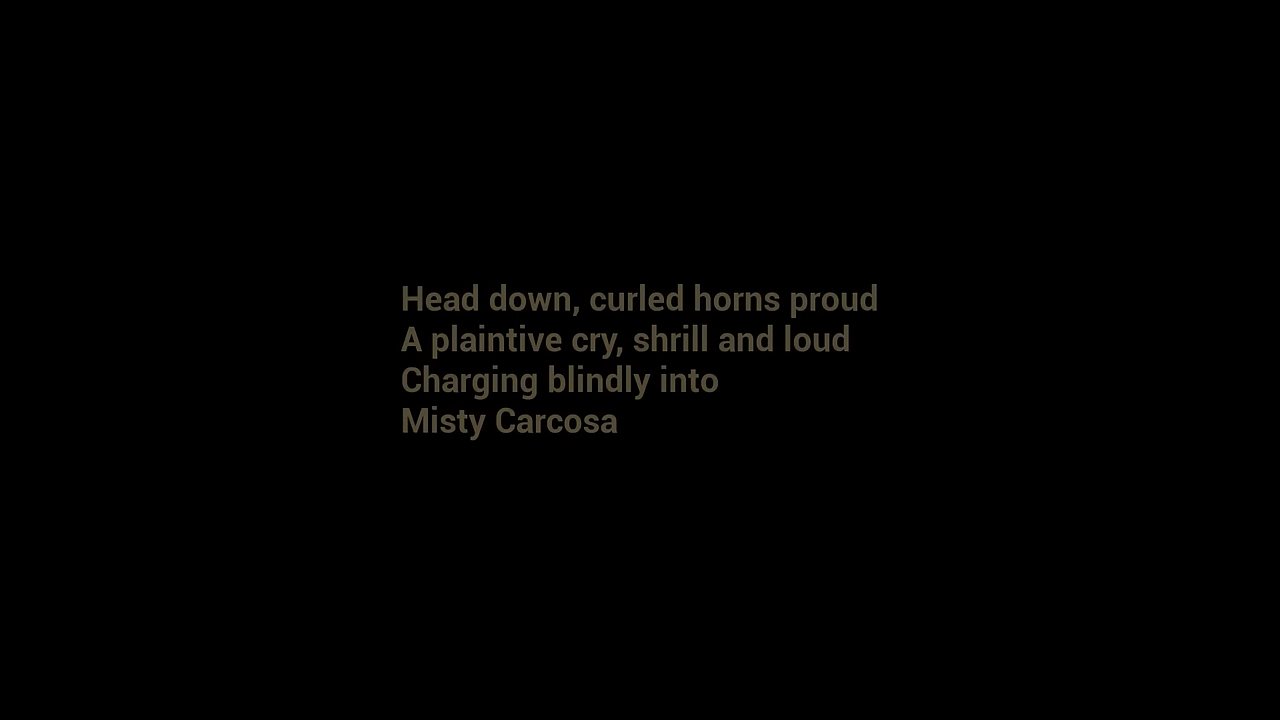 Head down, curled horns proud
A plaintive cry, shrill and loud
Charging blindly into
Misty Carcosa